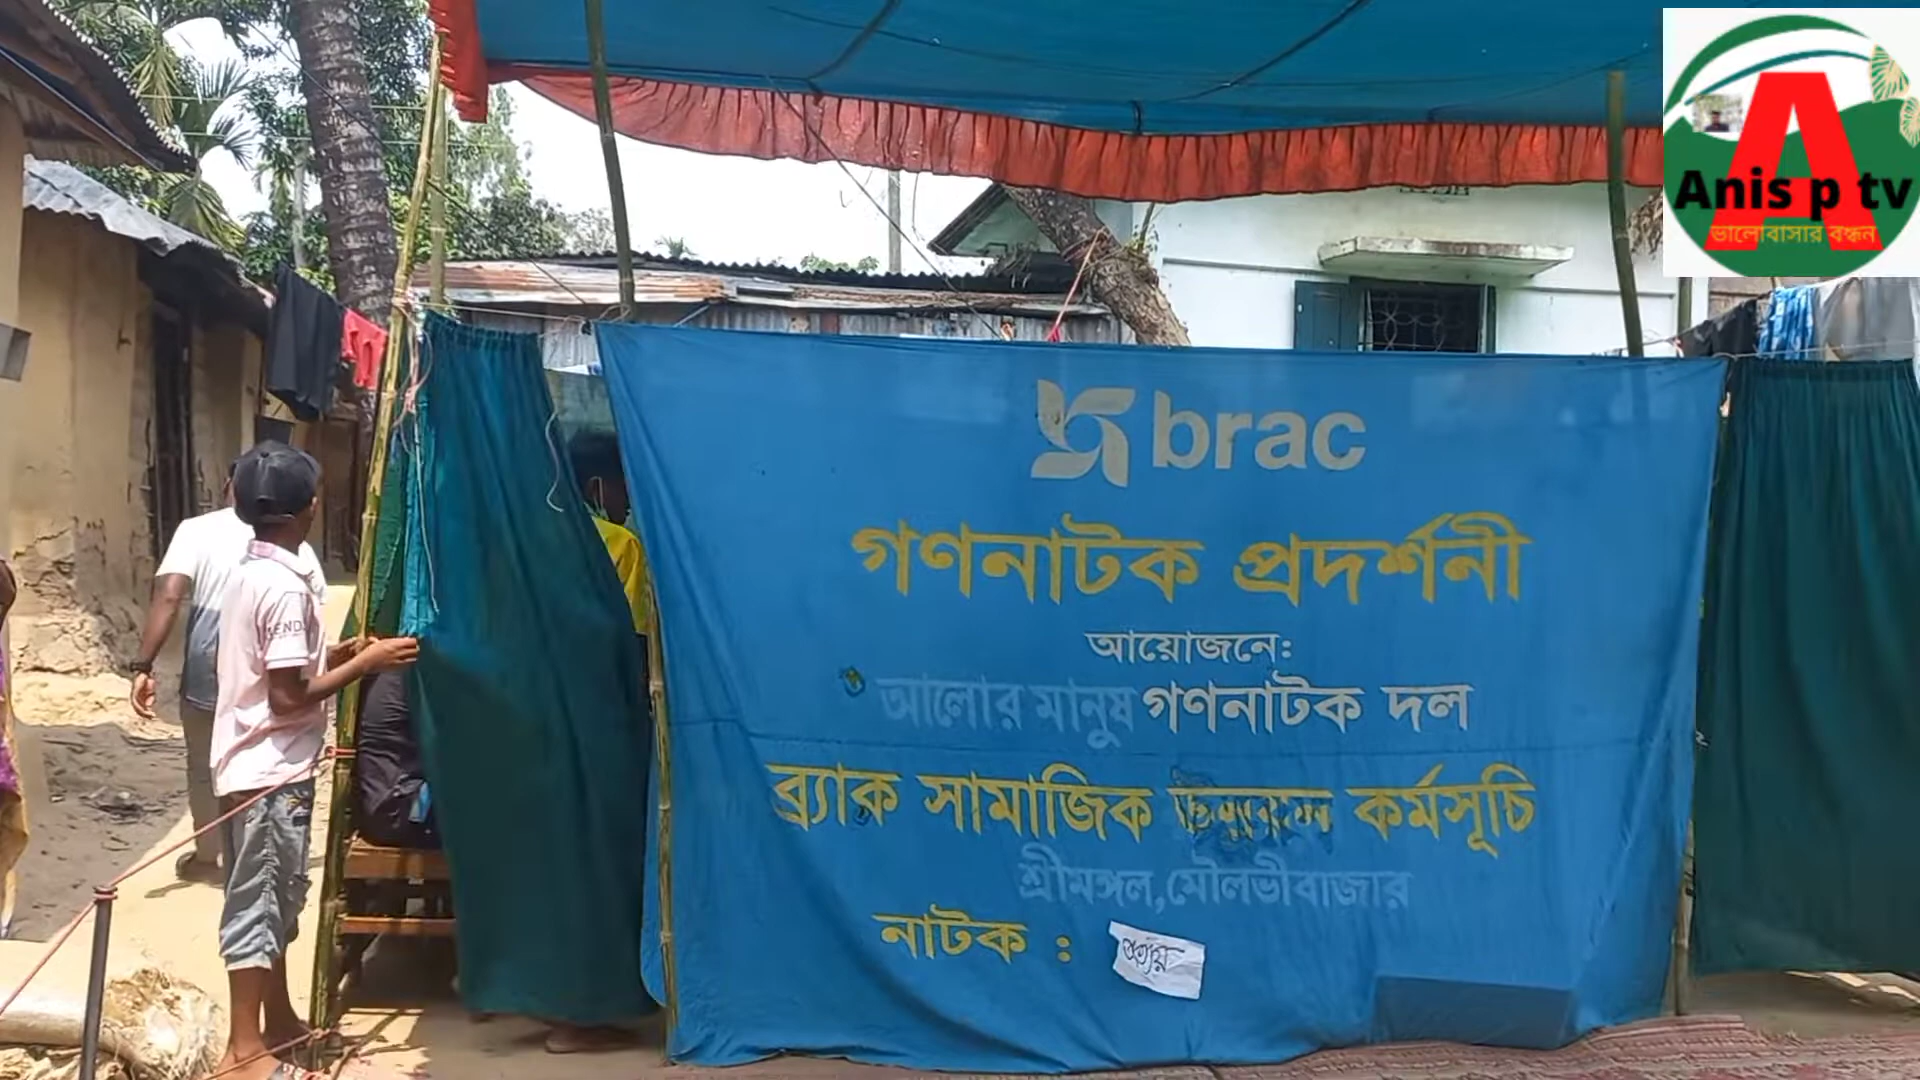 Anis p tv
ভালোবাসার বন্ধন
brac
গণনাটক প্রদর্শনী
আয়োজনে:
আলোর মানুষ গণনাটক দল
ব্র্যাক সামাজিক কর্মসূচি
শ্রীমঙ্গল,মৌলভীবাজার
নাটক :